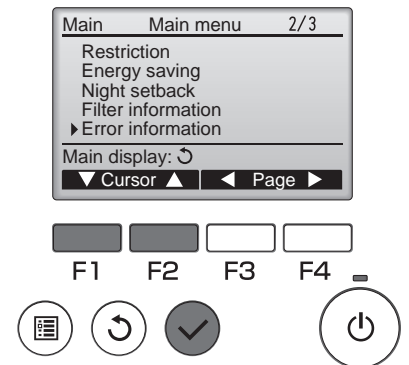 Main Main menu 2/3
Restriction
Energy saving
Night setback
Filter information
▶Error information
Main display: ↺
▼ Cursor ▲ ◀ Page ▶
F1 F2 F3 F4